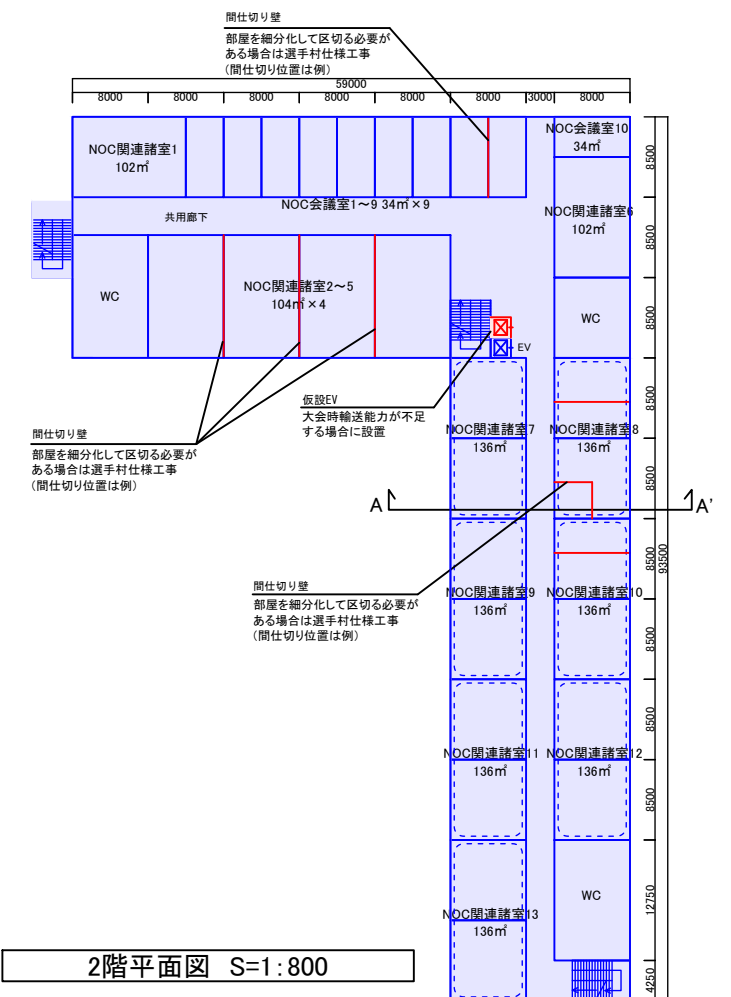 間仕切り壁
部屋を細分化して区切る必要が
ある場合は選手村仕様工事
(間仕切り位置は例)
59000
8000 8000 8000 8000 8000 8000 3000 8000
NOC関連諸室1
102㎡
NOC会議室10
34㎡
8500
NOC会議室1～9 34㎡×9
共用廊下
NOC関連諸室6
102㎡
8500
WC
NOC関連諸室2～5
104㎡×4
WC
8500
EV
仮設EV
大会時輸送能力が不足
する場合に設置
間仕切り壁
部屋を細分化して区切る必要が
ある場合は選手村仕様工事
(間仕切り位置は例)
NOC関連諸室7
136㎡
NOC関連諸室8
136㎡
8500
8500
A A'
8500
93500
間仕切り壁
部屋を細分化して区切る必要が
ある場合は選手村仕様工事
(間仕切り位置は例)
NOC関連諸室9
136㎡
NOC関連諸室10
136㎡
8500
8500
NOC関連諸室11
136㎡
NOC関連諸室12
136㎡
8500
WC
12750
NOC関連諸室13
136㎡
4250
2階平面図 S=1:800